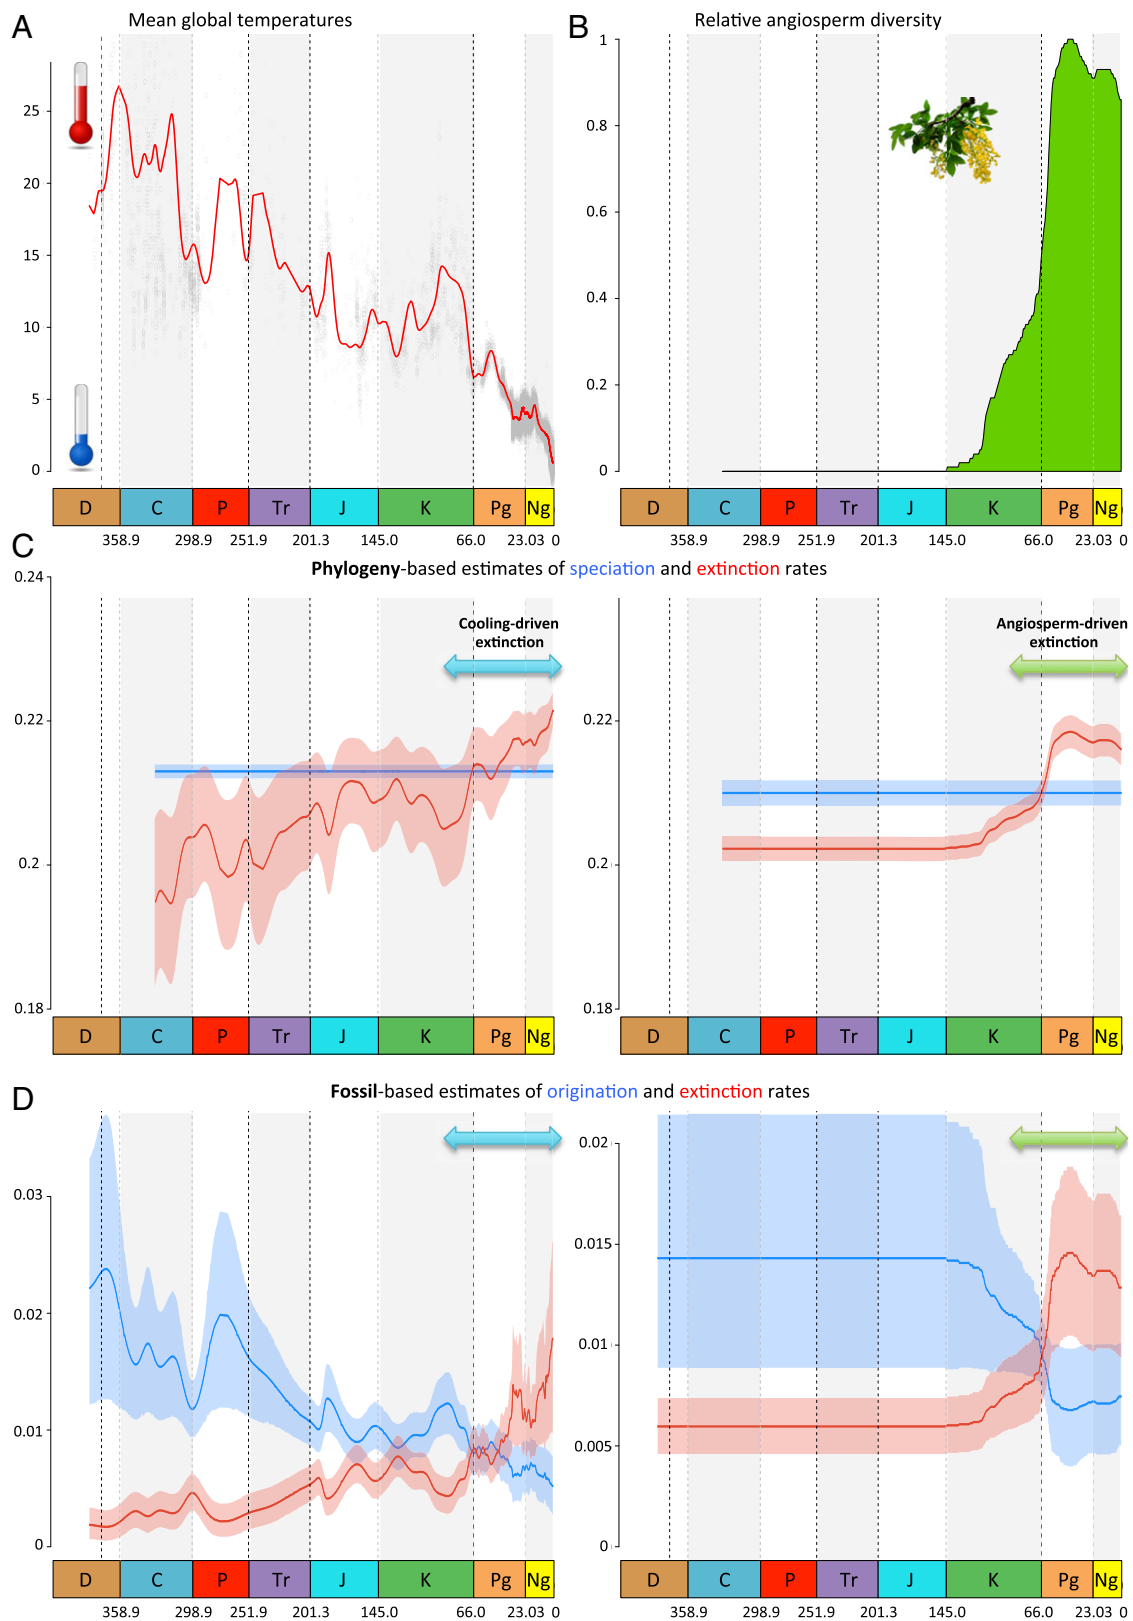 A Mean global temperatures
B Relative angiosperm diversity
25
20
15
10
5
0
1
0.8
0.6
0.4
0.2
0
D C P Tr J K Pg Ng
358.9 298.9 251.9 201.3 145.0 66.0 23.03 0
D C P Tr J K Pg Ng
358.9 298.9 251.9 201.3 145.0 66.0 23.03 0
C Phylogeny-based estimates of speciation and extinction rates
0.24
0.22
0.2
0.18
Cooling-driven
extinction
0.22
0.2
0.18
Angiosperm-driven
extinction
D C P Tr J K Pg Ng
D C P Tr J K Pg Ng
D Fossil-based estimates of origination and extinction rates
0.03
0.02
0.01
0
0.02
0.015
0.01
0.005
0
D C P Tr J K Pg Ng
358.9 298.9 251.9 201.3 145.0 66.0 23.03 0
D C P Tr J K Pg Ng
358.9 298.9 251.9 201.3 145.0 66.0 23.03 0